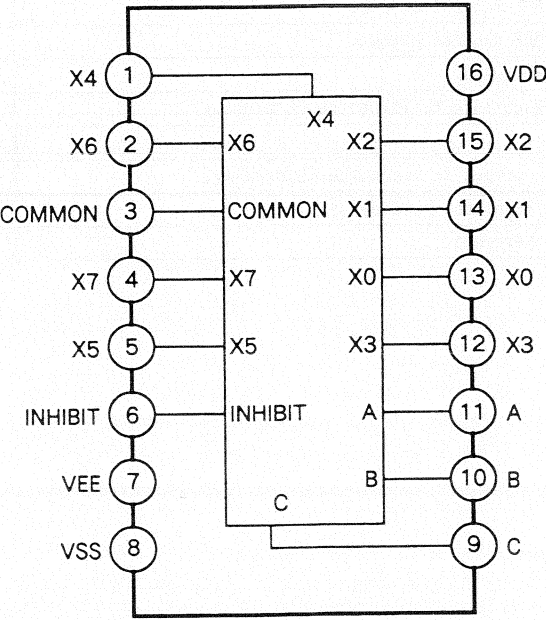 X4 1 16 VDD
X4
X6 2 X6 X2 15 X2
COMMON 3 COMMON X1 14 X1
X7 4 X7 X0 13 X0
X5 5 X5 X3 12 X3
INHIBIT 6 INHIBIT A 11 A
VEE 7 B 10 B
C
VSS 8 9 C